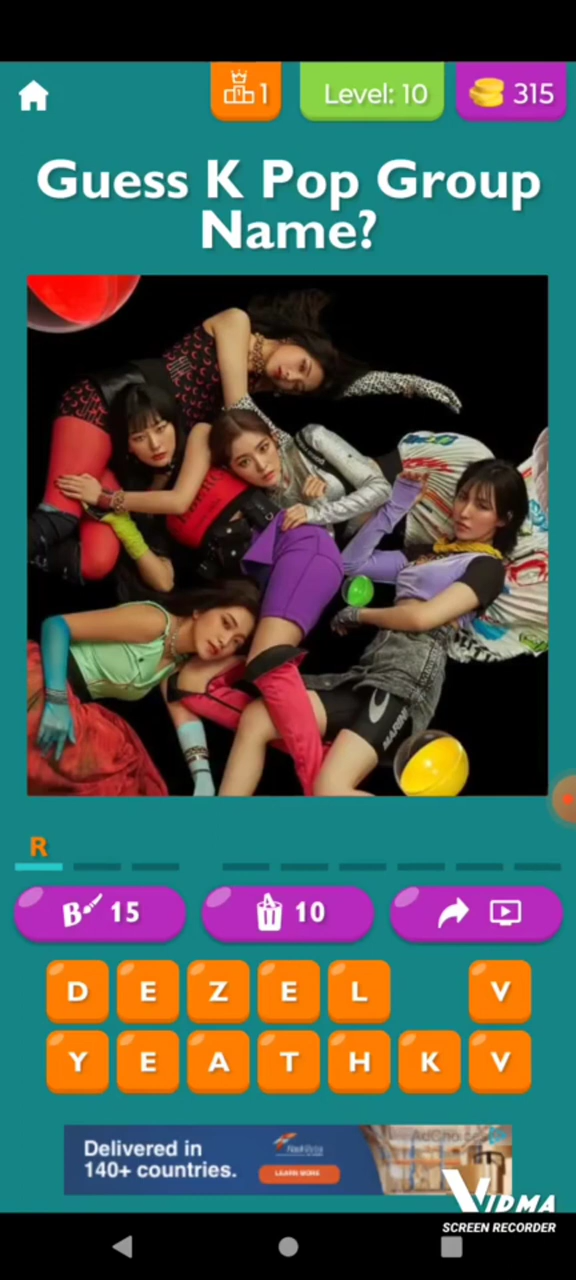 1
Level: 10
315
Guess K Pop Group
Name?
MARINE
R
B 15
10
D E Z E L V
Y E A T H K V
Delivered in
140+ countries.
LEARN MORE
VIDMA
SCREEN RECORDER